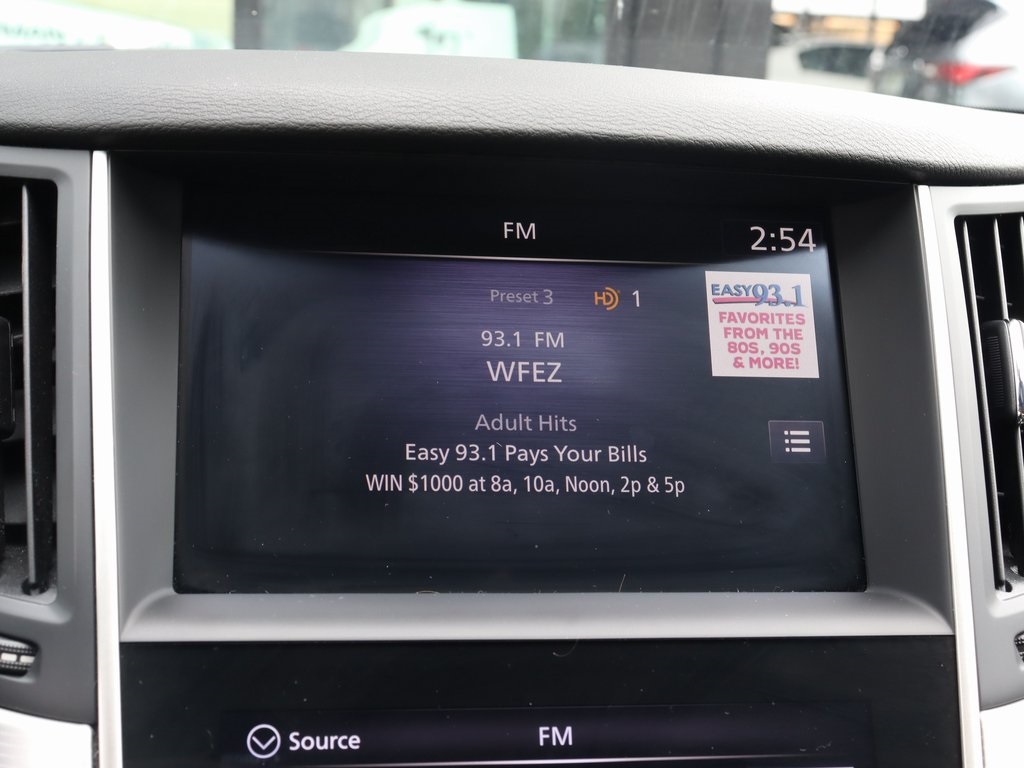 FM
2:54
Preset 3
HD 1
EASY 93.1
FAVORITES
FROM THE
80S, 90S
& MORE!
93.1 FM
WFEZ
Adult Hits
Easy 93.1 Pays Your Bills
WIN $1000 at 8a, 10a, Noon, 2p & 5p
Source
FM